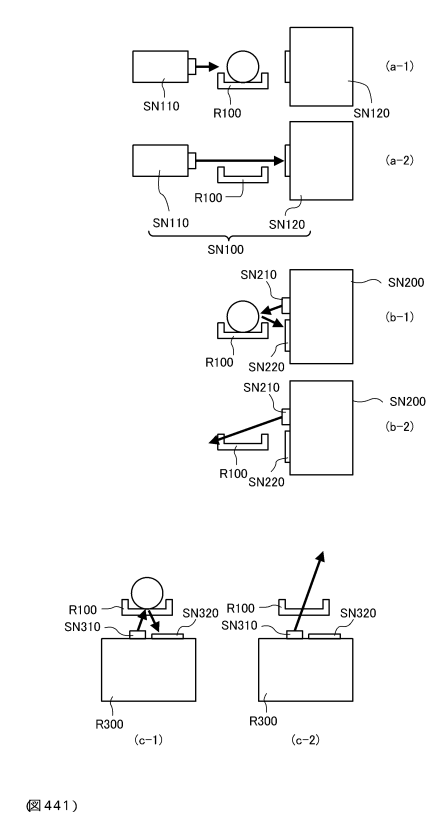 (a-1)
SN110
R100
SN120
(a-2)
R100
SN110
SN120
SN100
SN210
SN200
(b-1)
R100
SN220
SN210
SN200
(b-2)
R100
SN220
R100
SN320
SN310
R300
(c-1)
R100
SN320
SN310
R300
(c-2)
(図441)